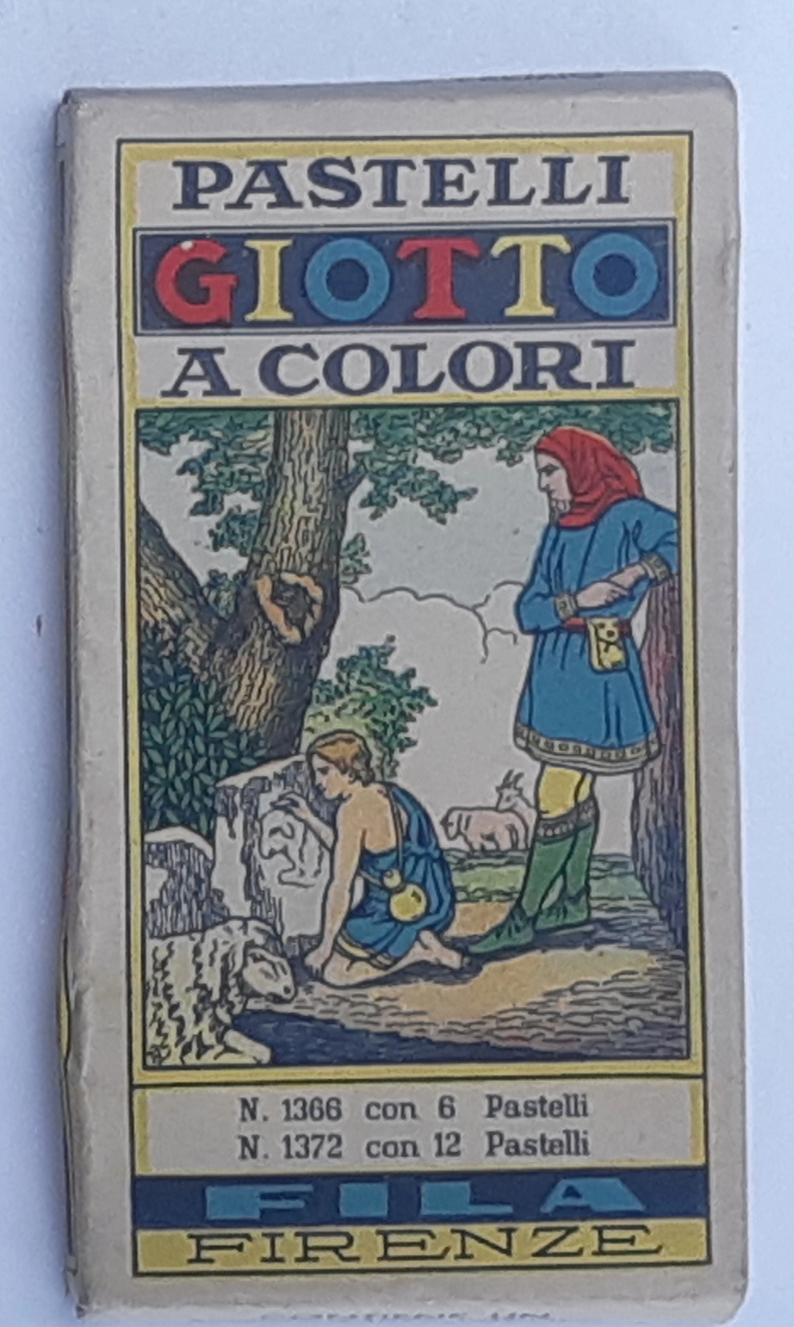 PASTELLI
GIOTTO
A COLORI
N. 1366 con 6 Pastelli
N. 1372 con 12 Pastelli
FILA
FIRENZE